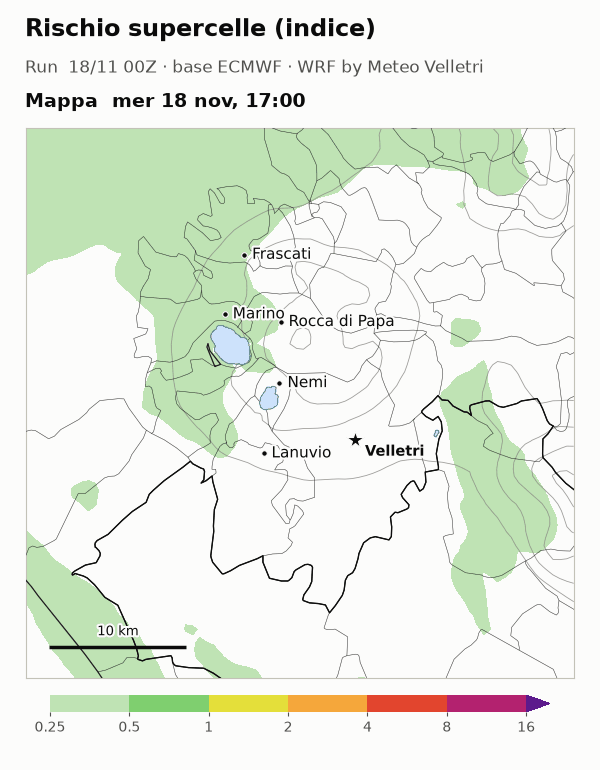 Rischio supercelle (indice)
Run  18/11 00Z · base ECMWF · WRF by Meteo Velletri
Mappa  mer 18 nov, 17:00
Frascati
Marino
Rocca di Papa
Nemi
Velletri
Lanuvio
10 km
0.25 0.5 1 2 4 8 16